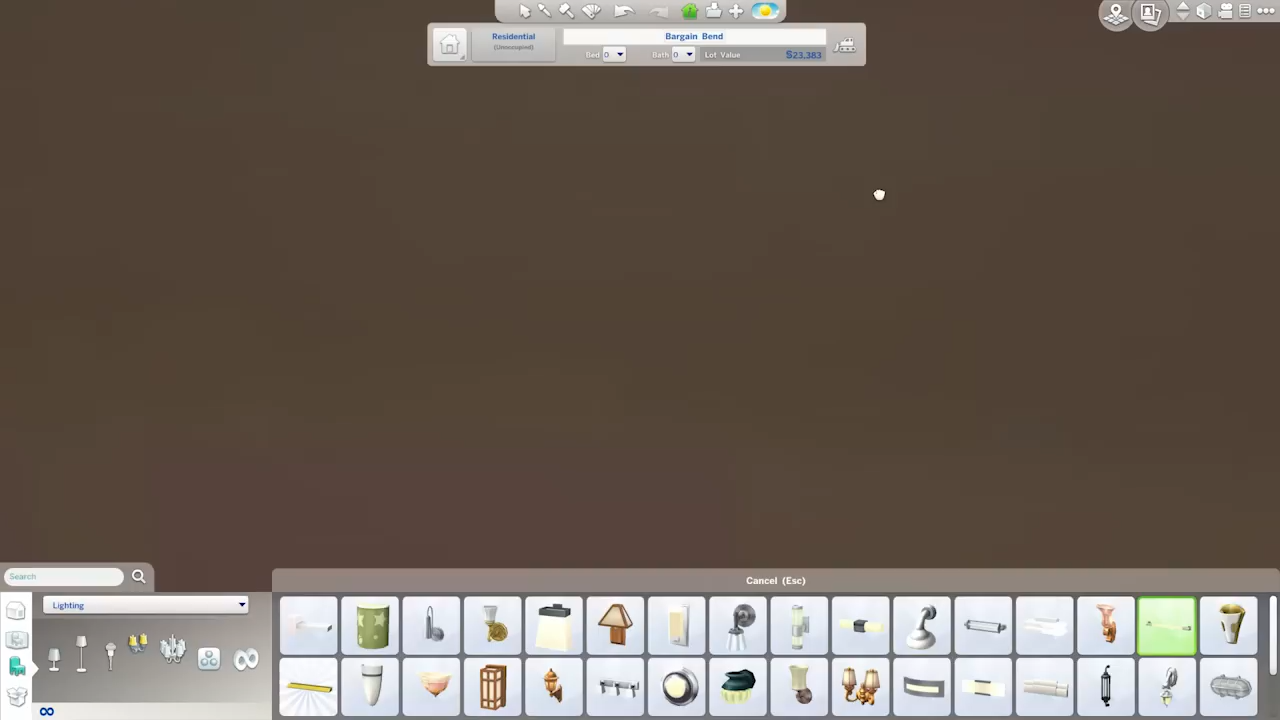 Residential
(Unoccupied)
Bargain Bend
Bed 0
Bath 0
Lot Value
§23,383
Search
Cancel (Esc)
Lighting